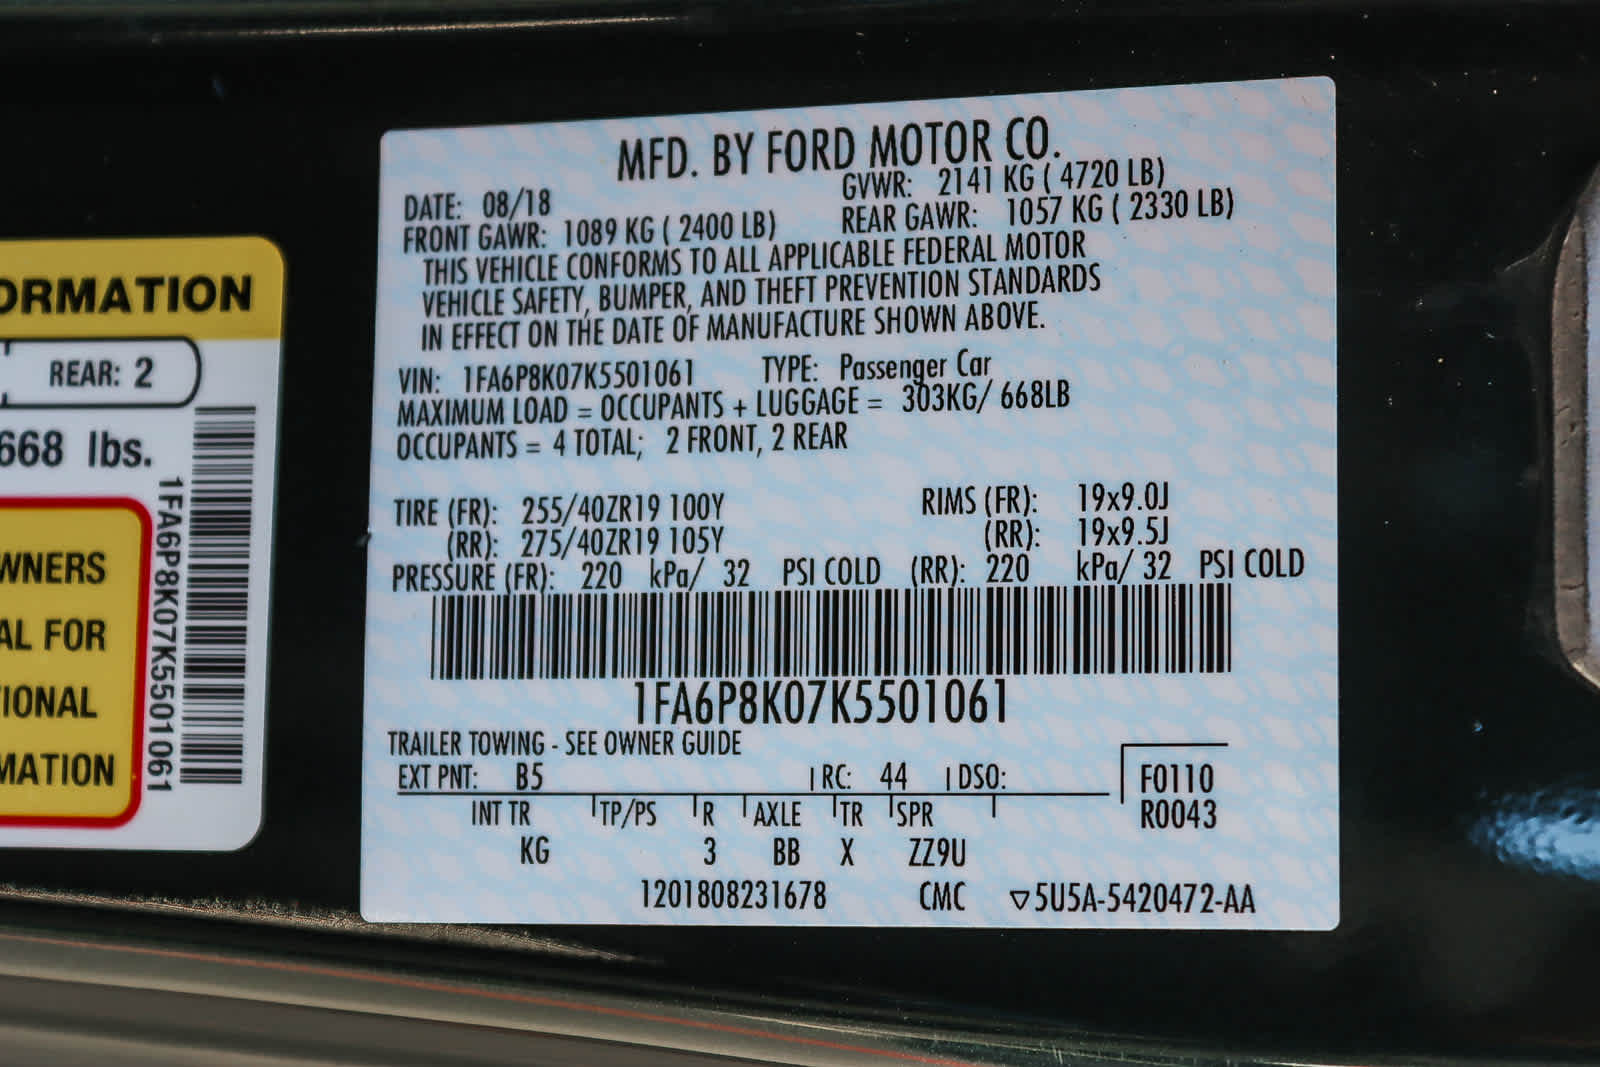 ORMATION
REAR: 2
668 lbs.
1FA6P8K07K5501061
WNERS
AL FOR
TIONAL
MATION
MFD. BY FORD MOTOR CO.
DATE: 08/18 GVWR: 2141 KG ( 4720 LB)
FRONT GAWR: 1089 KG ( 2400 LB) REAR GAWR: 1057 KG ( 2330 LB)
THIS VEHICLE CONFORMS TO ALL APPLICABLE FEDERAL MOTOR
VEHICLE SAFETY, BUMPER, AND THEFT PREVENTION STANDARDS
IN EFFECT ON THE DATE OF MANUFACTURE SHOWN ABOVE.
VIN: 1FA6P8K07K5501061 TYPE: Passenger Car
MAXIMUM LOAD = OCCUPANTS + LUGGAGE = 303KG/ 668LB
OCCUPANTS = 4 TOTAL; 2 FRONT, 2 REAR
TIRE (FR): 255/40ZR19 100Y RIMS (FR): 19x9.0J
(RR): 275/40ZR19 105Y (RR): 19x9.5J
PRESSURE (FR): 220 kPa/ 32 PSI COLD (RR): 220 kPa/ 32 PSI COLD
1FA6P8K07K5501061
TRAILER TOWING - SEE OWNER GUIDE
EXT PNT: B5 RC: 44 DSO: F0110
INT TR TP/PS R AXLE TR SPR R0043
KG 3 BB X ZZ9U
1201808231678 CMC ▽5U5A-5420472-AA